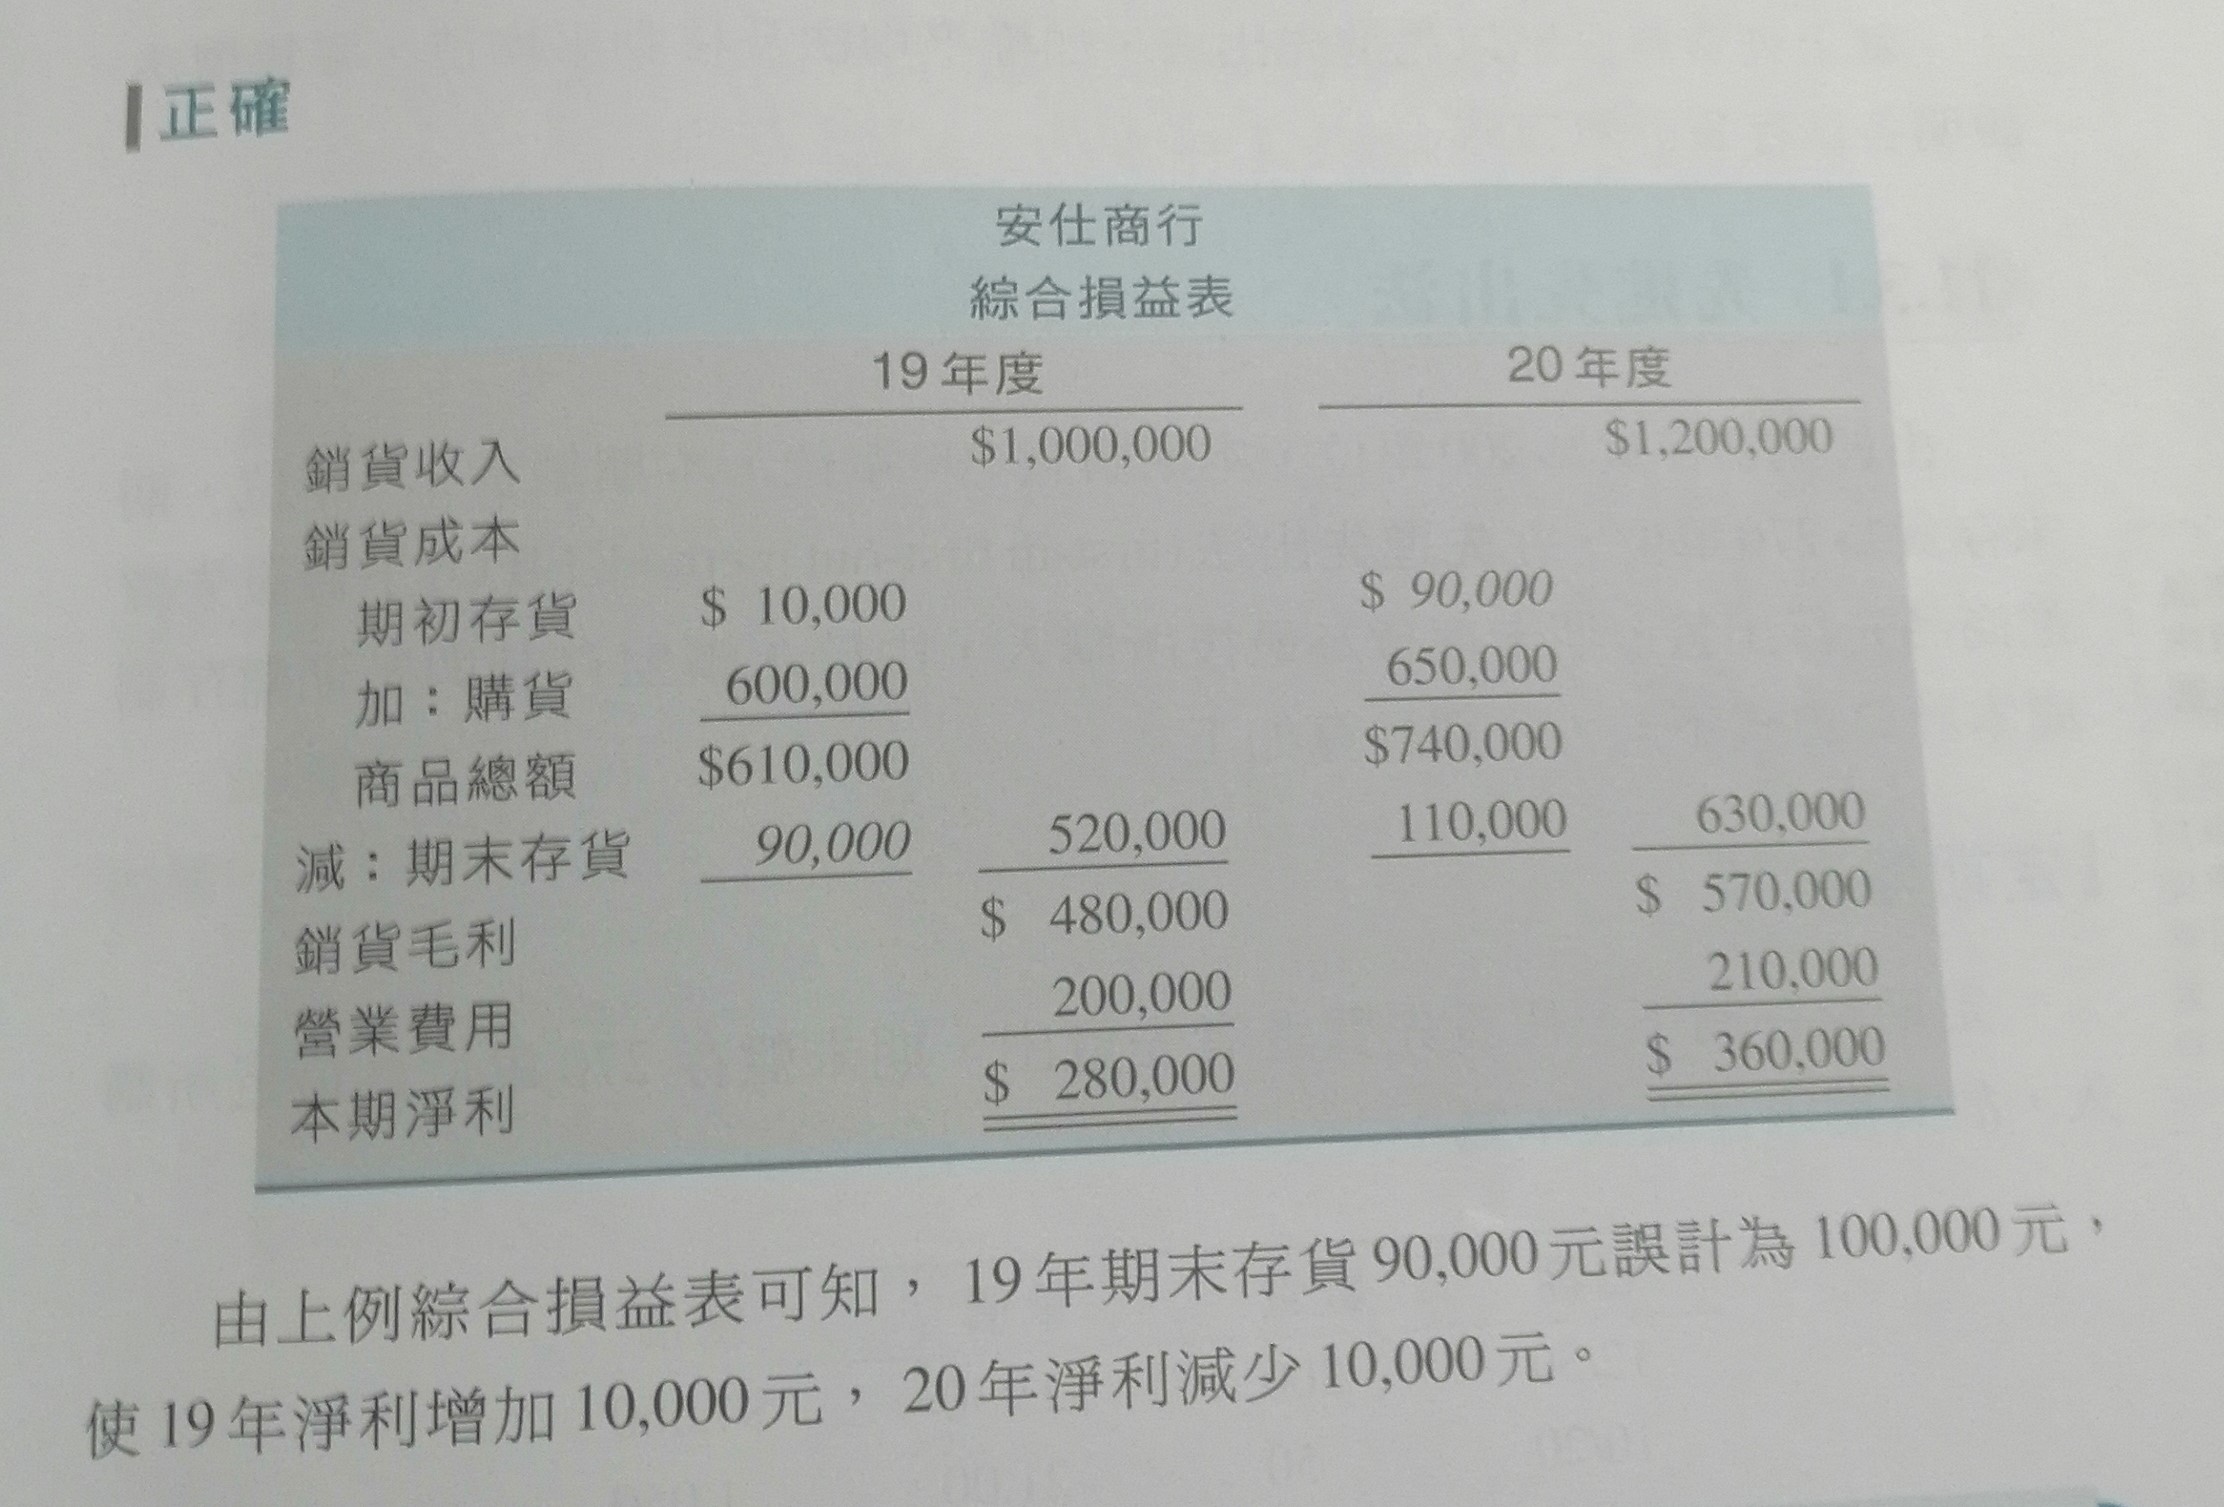 正確
安仕商行
綜合損益表
19年度 20年度
銷貨收入 $1,000,000 $1,200,000
銷貨成本
期初存貨 $ 10,000 $ 90,000
加：購貨 600,000 650,000
商品總額 $610,000 $740,000
減：期末存貨 90,000 520,000 110,000 630,000
銷貨毛利 $ 480,000 $ 570,000
營業費用 200,000 210,000
本期淨利 $ 280,000 $ 360,000
由上例綜合損益表可知，19年期末存貨90,000元誤計為100,000元，
使19年淨利增加10,000元，20年淨利減少10,000元。